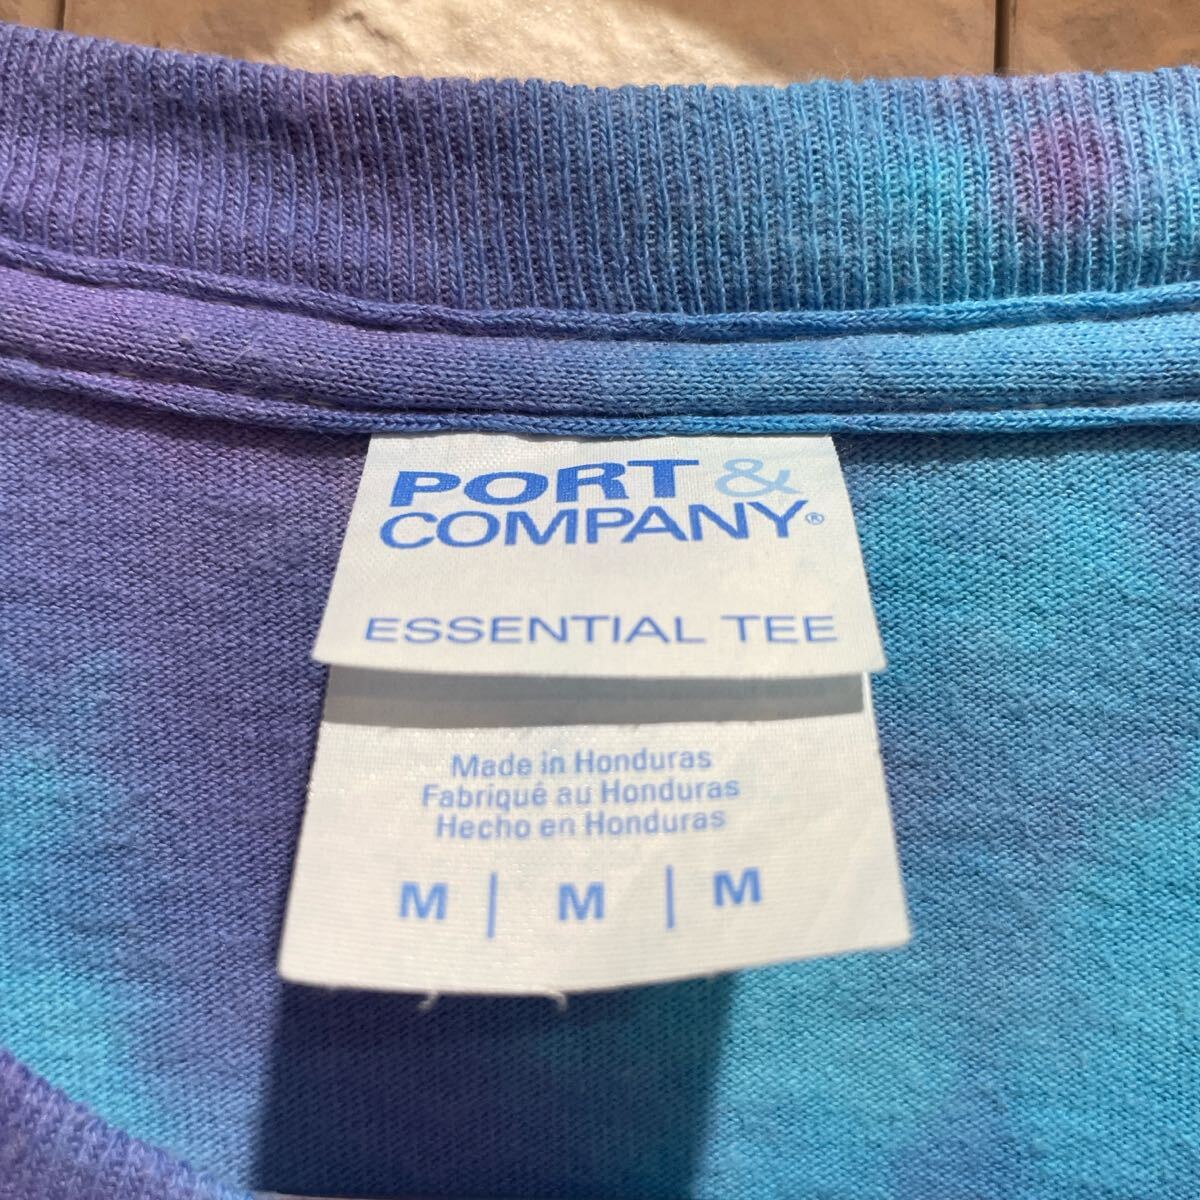 PORT &
COMPANY®
ESSENTIAL TEE
Made in Honduras
Fabriqué au Honduras
Hecho en Honduras
M | M | M